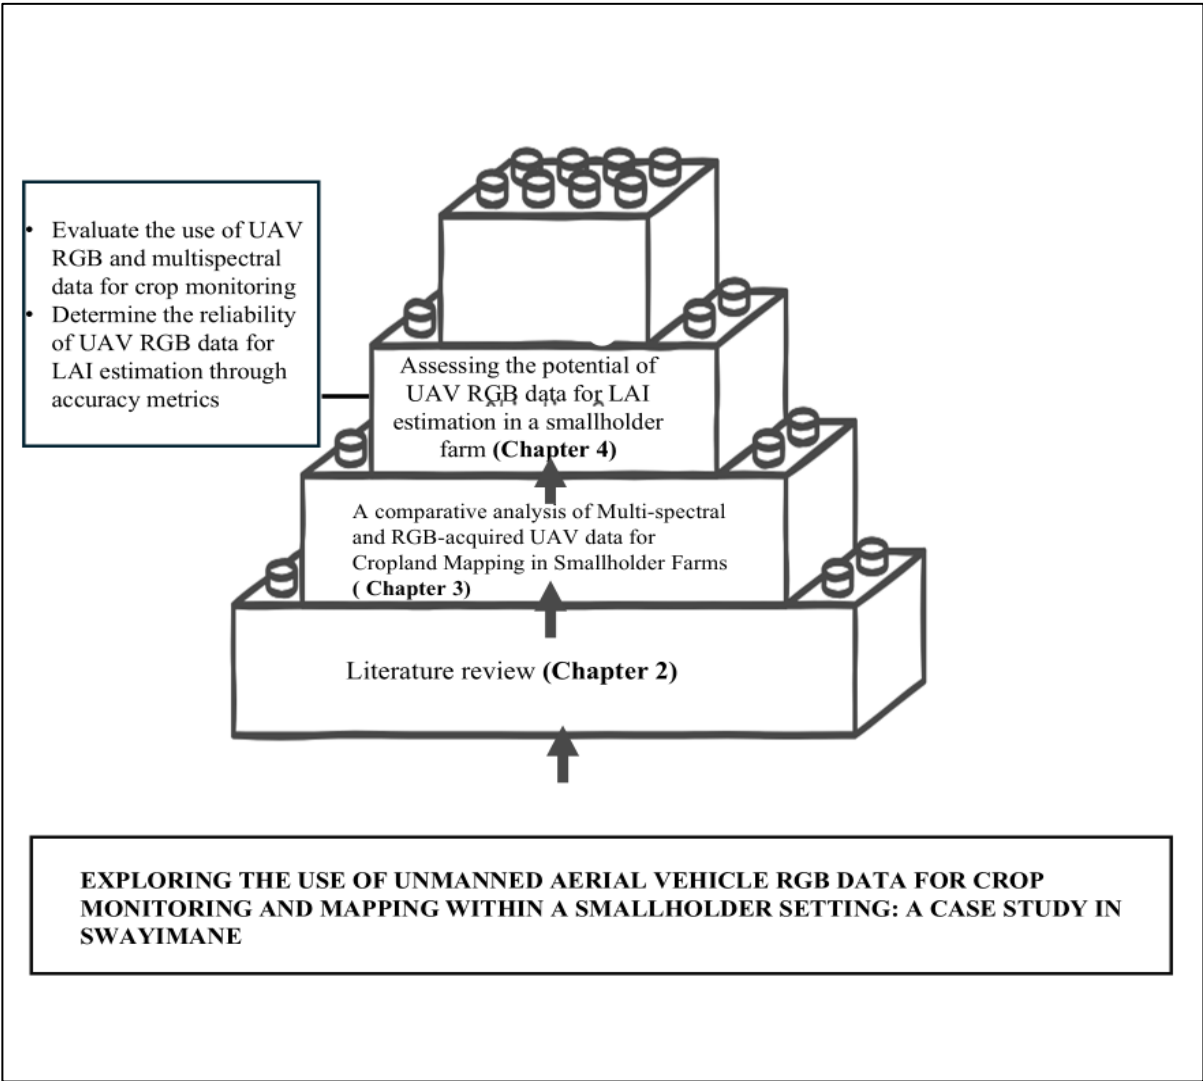 • Evaluate the use of UAV
RGB and multispectral
data for crop monitoring
• Determine the reliability
of UAV RGB data for
LAI estimation through
accuracy metrics
Assessing the potential of
UAV RGB data for LAI
estimation in a smallholder
farm (Chapter 4)
A comparative analysis of Multi-spectral
and RGB-acquired UAV data for
Cropland Mapping in Smallholder Farms
( Chapter 3)
Literature review (Chapter 2)
EXPLORING THE USE OF UNMANNED AERIAL VEHICLE RGB DATA FOR CROP
MONITORING AND MAPPING WITHIN A SMALLHOLDER SETTING: A CASE STUDY IN
SWAYIMANE